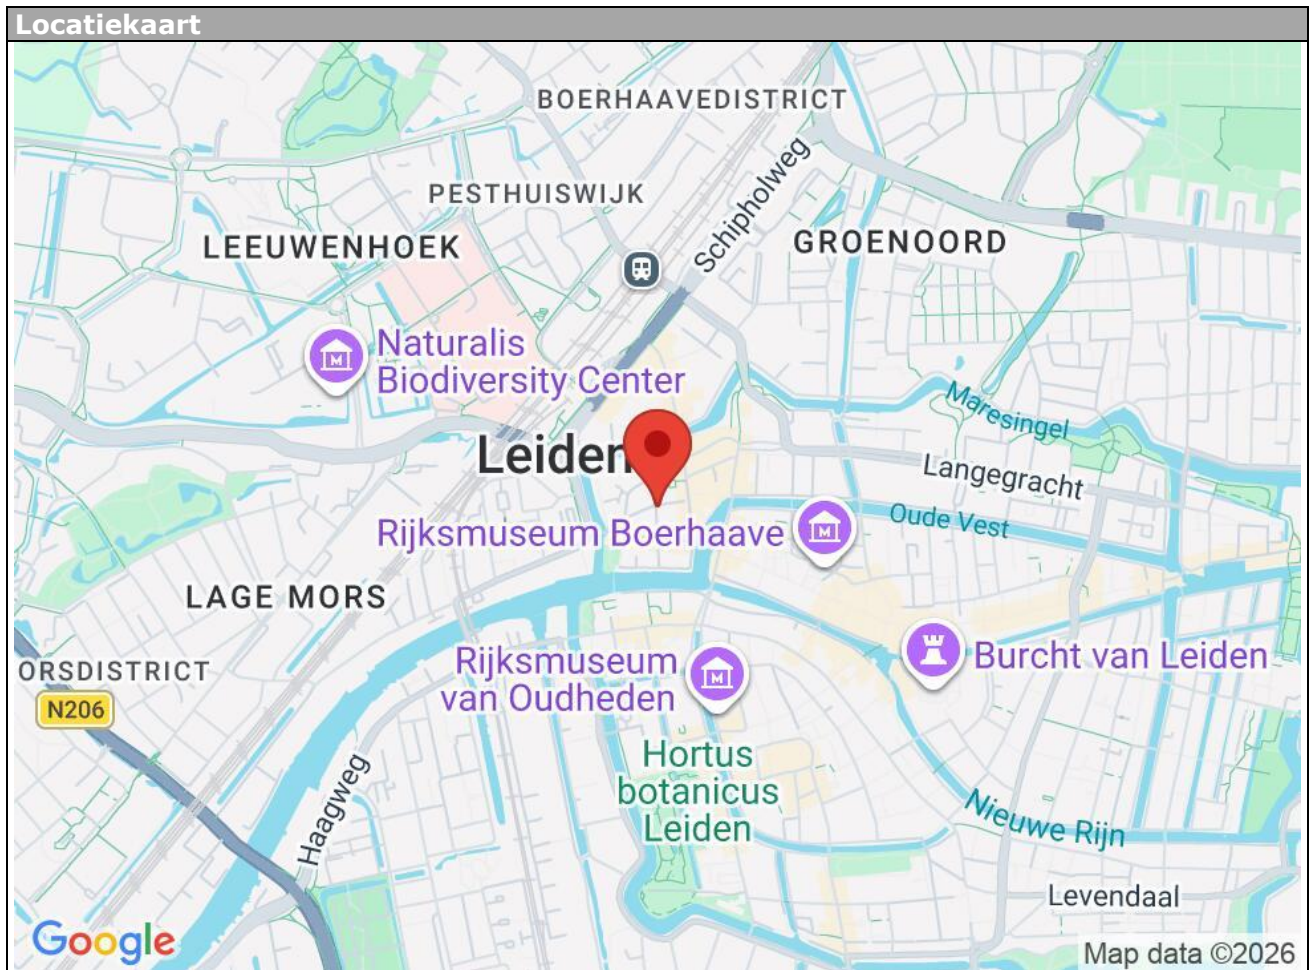 Locatiekaart
BOERHAAVEDISTRICT
PESTHUISWIJK
Schipholweg
LEEUWENHOEK
GROENOORD
Naturalis
Biodiversity Center
Maresingel
Leiden
Langegracht
Rijksmuseum Boerhaave
Oude Vest
LAGE MORS
ORSDISTRICT
Rijksmuseum
van Oudheden
Burcht van Leiden
N206
Hortus
botanicus
Leiden
Haagweg
Nieuwe Rijn
Levendaal
Google
Map data ©2026